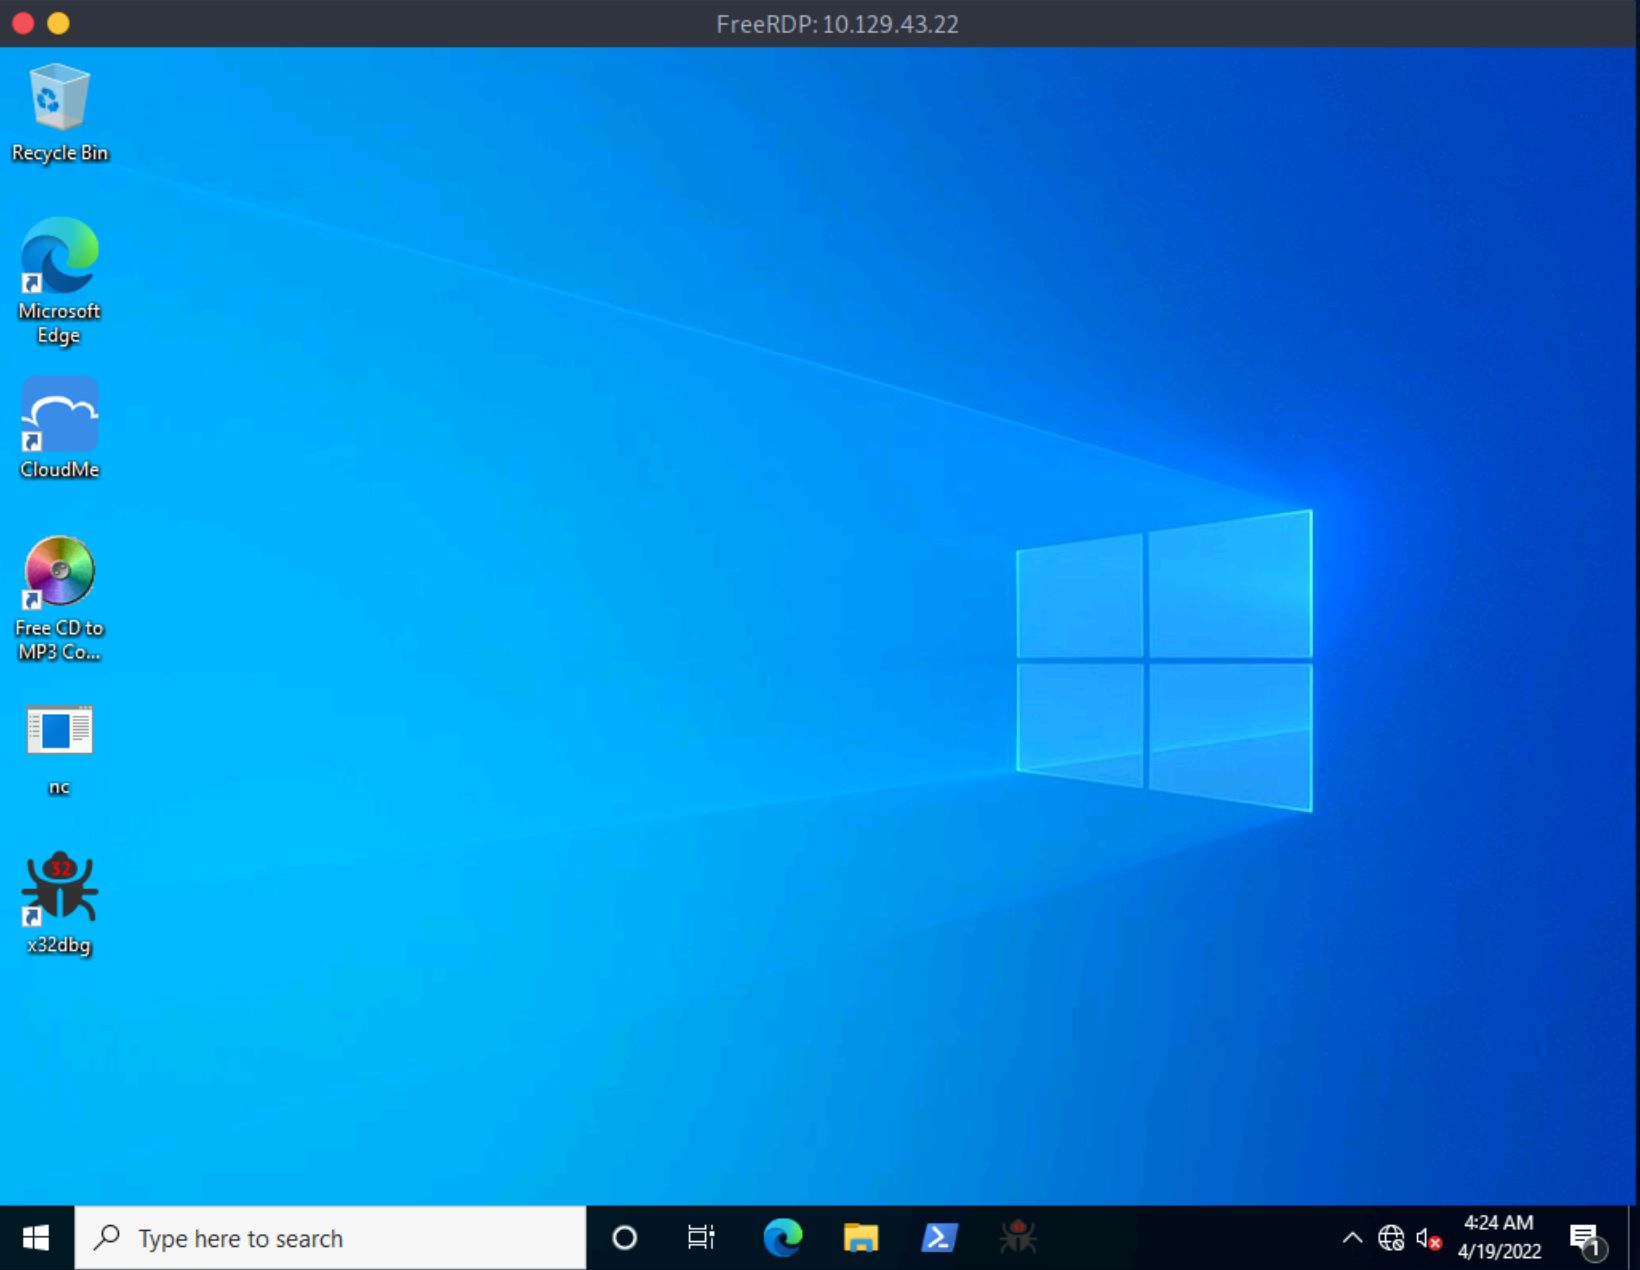 FreeRDP: 10.129.43.22
Recycle Bin
Microsoft
Edge
CloudMe
Free CD to
MP3 Co...
nc
32
x32dbg
Type here to search
4:24 AM
4/19/2022
1